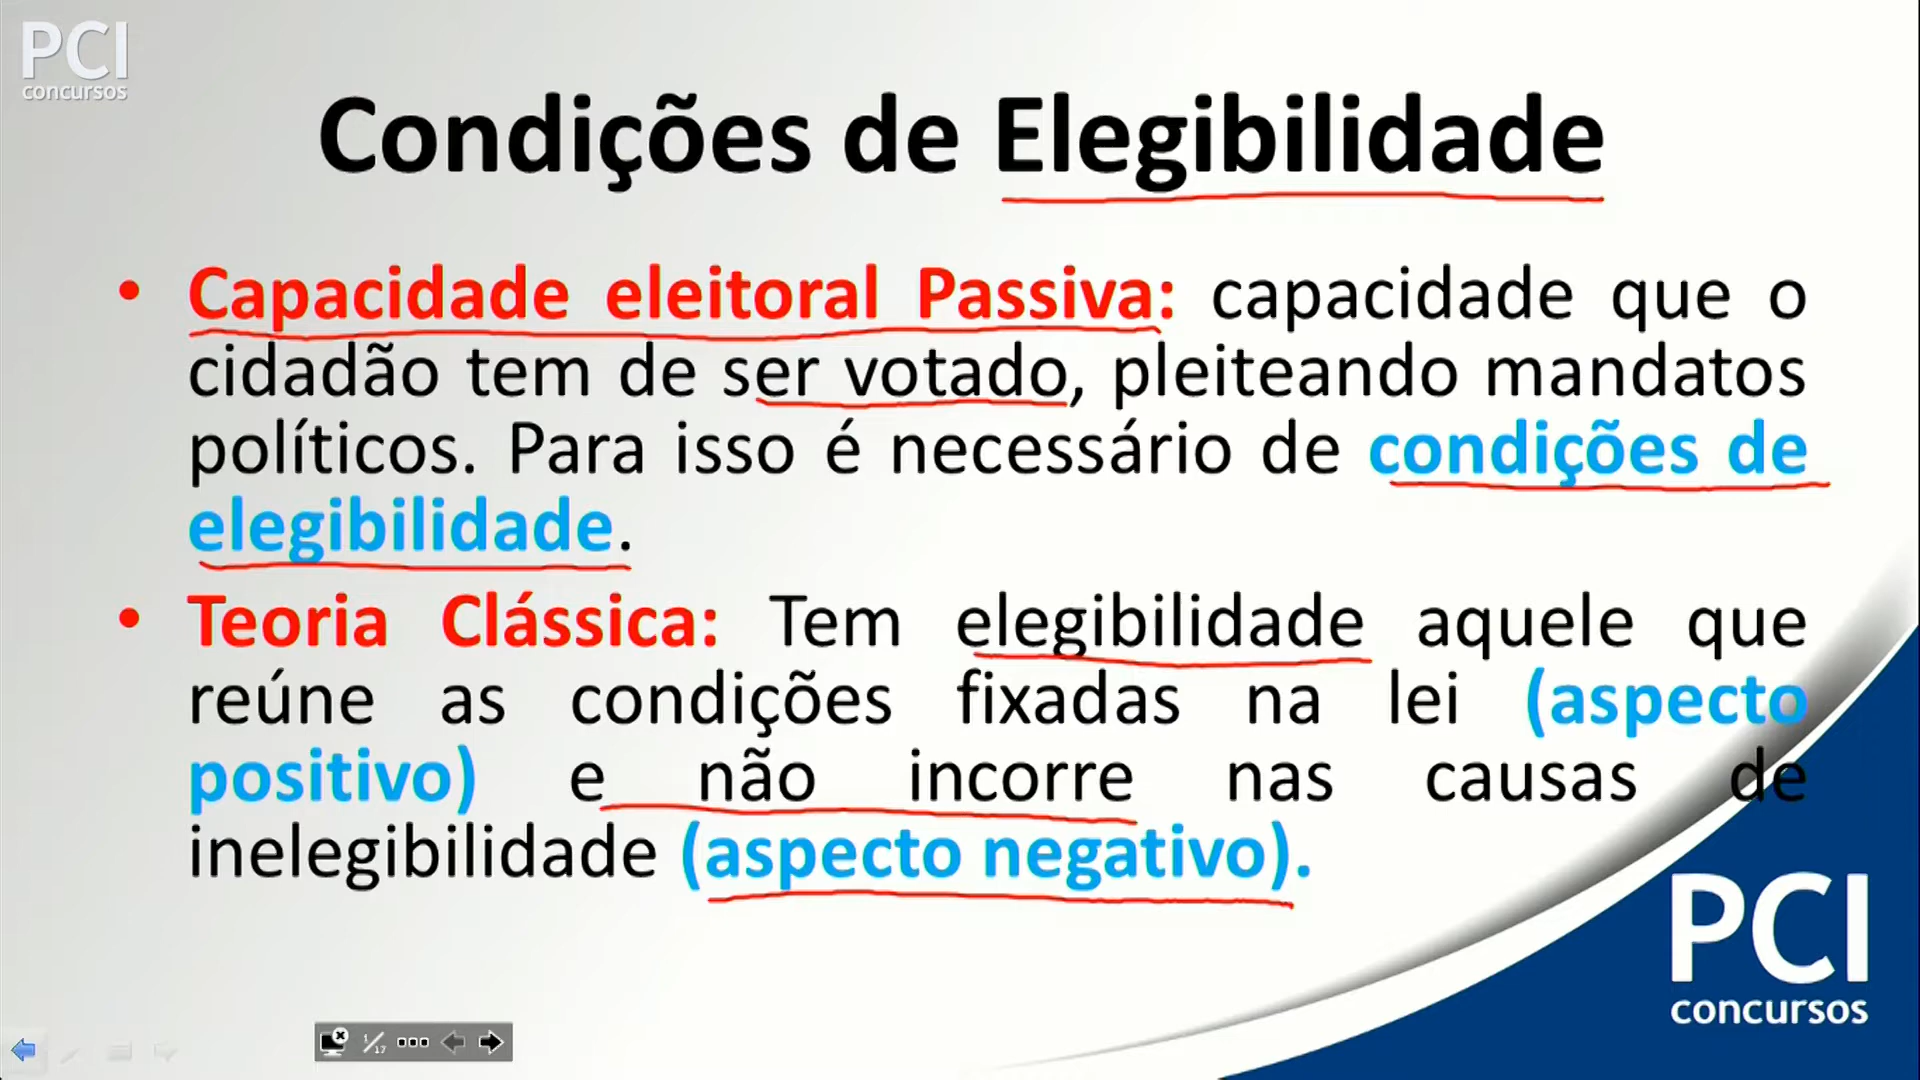 PCI
concursos
Condições de Elegibilidade
• Capacidade eleitoral Passiva: capacidade que o
cidadão tem de ser votado, pleiteando mandatos
políticos. Para isso é necessário de condições de
elegibilidade.
• Teoria Clássica: Tem elegibilidade aquele que
reúne as condições fixadas na lei (aspecto
positivo) e não incorre nas causas de
inelegibilidade (aspecto negativo).
PCI
concursos
1/17